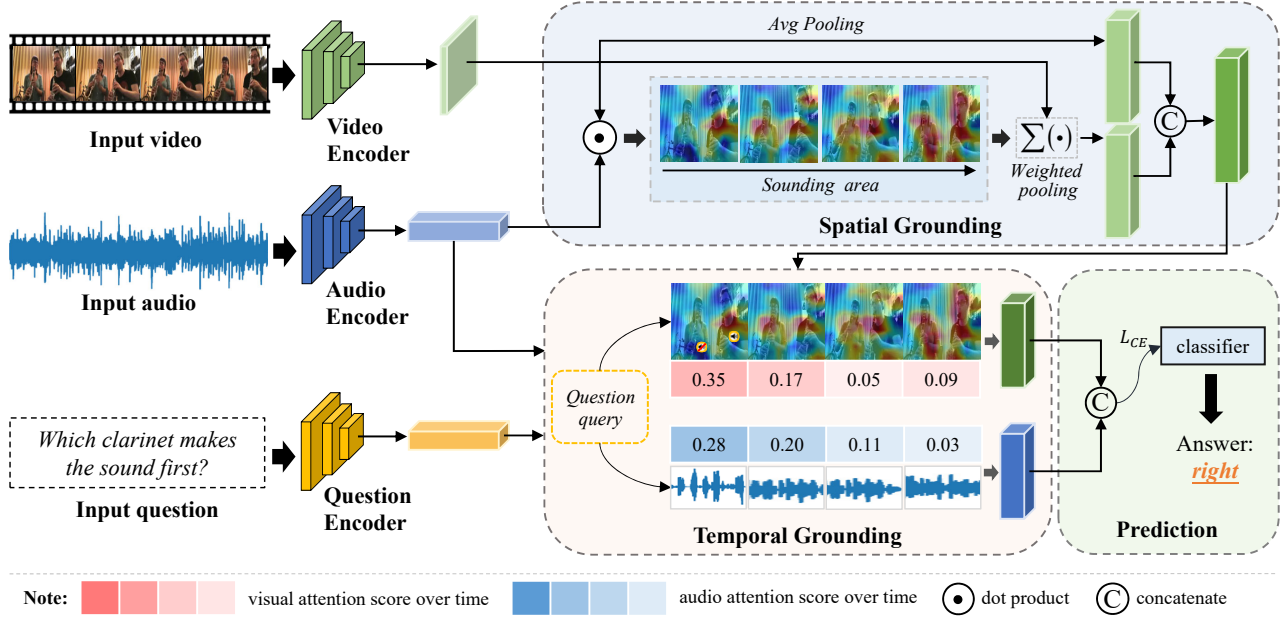 Input video
Video
Encoder
Avg Pooling
Sounding area
∑(·)
Weighted
pooling
C
Spatial Grounding
Input audio
Audio
Encoder
Which clarinet makes
the sound first?
Input question
Question
Encoder
Question
query
0.35 0.17 0.05 0.09
0.28 0.20 0.11 0.03
Temporal Grounding
C
L_CE
classifier
Answer:
right
Prediction
Note: visual attention score over time audio attention score over time dot product C concatenate